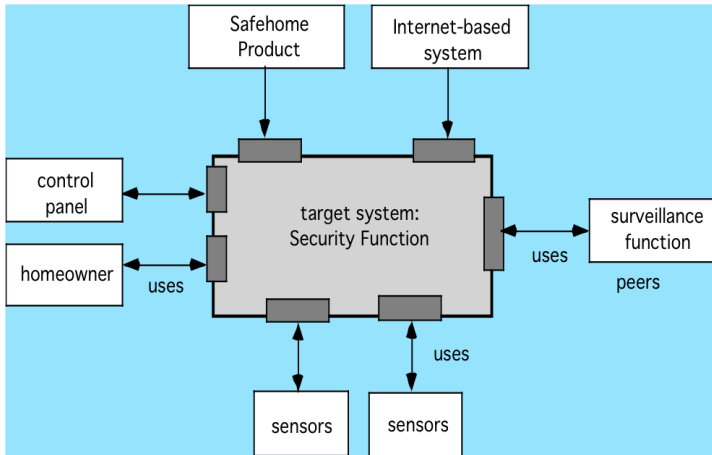 Safehome
Product
Internet-based
system
control
panel
target system:
Security Function
surveillance
function
homeowner
uses
uses
peers
uses
sensors
sensors